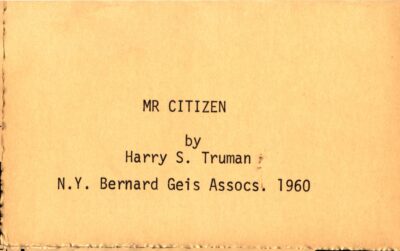 MR CITIZEN
by
Harry S. Truman
N.Y. Bernard Geis Assocs. 1960